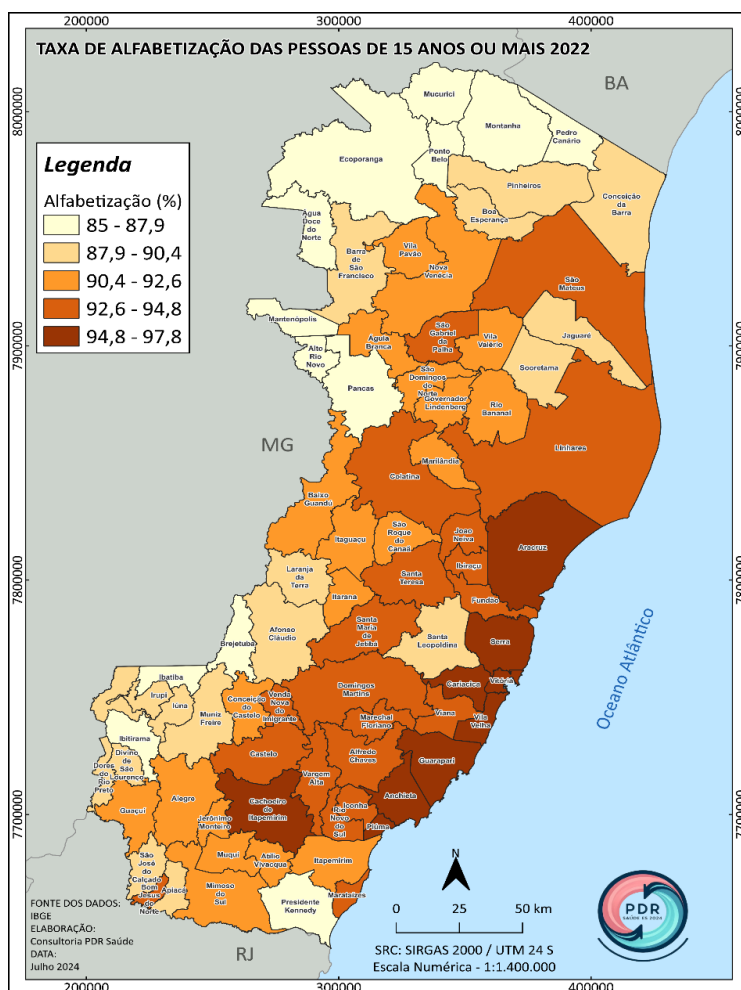 200000 300000 400000
TAXA DE ALFABETIZAÇÃO DAS PESSOAS DE 15 ANOS OU MAIS 2022
BA
8000000
8000000
Legenda
Alfabetização (%)
85 - 87,9
87,9 - 90,4
90,4 - 92,6
92,6 - 94,8
94,8 - 97,8
Mucurici
Montanha
Pedro
Canário
Ponto
Belo
Ecoporanga
Pinheiros
Conceição
da
Barra
Água
Doce do
Norte
Boa
Esperança
Barra
de
São
Francisco
Vila
Pavão
Nova
Venécia
São
Mateus
Mantenópolis
7900000
7900000
Alto
Rio
Novo
Águia
Branca
São
Gabriel
da
Palha
Vila
Valério
Jaguaré
Sooretama
Pancas
São
Domingos
do
Norte
Governador
Lindenberg
Rio
Bananal
MG
Linhares
Marilândia
Colatina
Baixo
Guandu
Itaguaçu
São
Roque
do
Canaã
João
Neiva
Aracruz
Ibiraçu
7800000
7800000
Laranja
da
Terra
Santa
Teresa
Itarana
Fundão
Afonso
Cláudio
Santa
Maria
de
Jetibá
Santa
Leopoldina
Serra
Brejetuba
Oceano Atlântico
Ibatiba
Irupi
Iúna
Muniz
Freire
Conceição
do
Castelo
Venda
Nova
do
Imigrante
Domingos
Martins
Cariacica
Vitória
Viana
Vila
Velha
Marechal
Floriano
Ibitirama
Divino
de
São
Lourenço
Dores
do
Rio
Preto
Castelo
Alfredo
Chaves
Guarapari
Vargem
Alta
Anchieta
Guaçuí
Alegre
Cachoeiro
de
Itapemirim
Iconha
Rio
Novo
do
Sul
Piúma
7700000
7700000
Jerônimo
Monteiro
Muqui
Atílio
Vivacqua
Itapemirim
São
José
do
Calçado
Bom
Jesus
do
Norte
Apiacá
Mimoso
do
Sul
Presidente
Kennedy
Marataízes
N
FONTE DOS DADOS:
IBGE
ELABORAÇÃO:
Consultoria PDR Saúde
DATA:
Julho 2024
0 25 50 km
SRC: SIRGAS 2000 / UTM 24 S
Escala Numérica - 1:1.400.000
PDR
SAÚDE ES 2024
RJ
200000 300000 400000